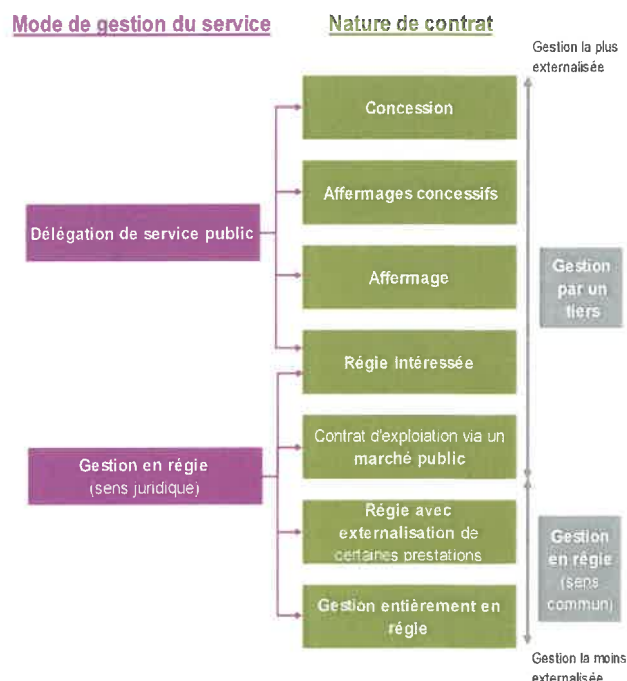 Mode de gestion du service
Nature de contrat
Gestion la plus
externalisée
Concession
Affermages concessifs
Délégation de service public
Affermage
Gestion
par un
tiers
Régie Intéressée
Contrat d'exploiation via un
marché public
Gestion en régie
(sens juridique)
Régie avec
externalisation de
certaines prestations
Gestion
en régie
(sens
commun)
Gestion entièrement en
régie
Gestion la moins
externalisée